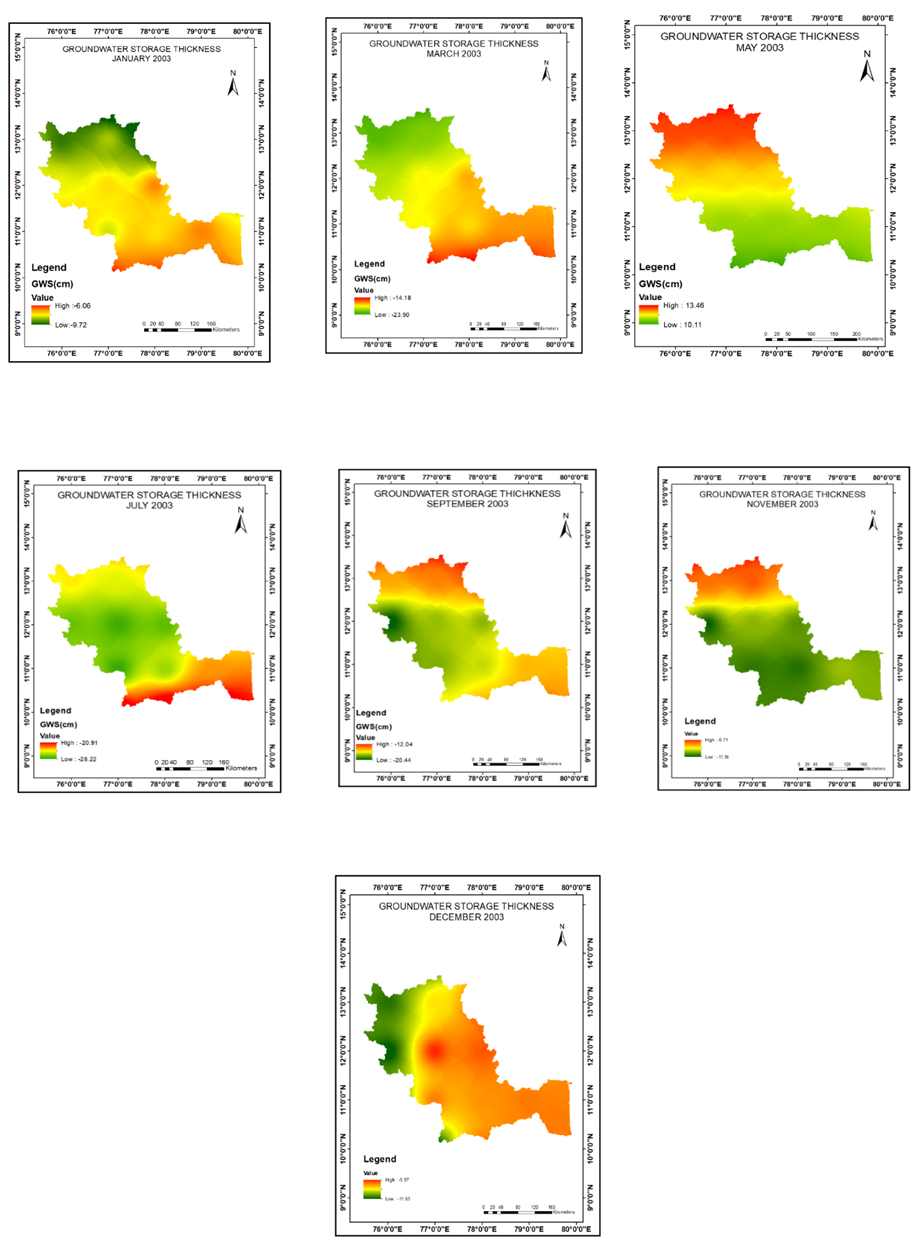 76°0'0"E 77°0'0"E 78°0'0"E 79°0'0"E 80°0'0"E
GROUNDWATER STORAGE THICKNESS
JANUARY 2003
N
15°0'0"N
14°0'0"N
13°0'0"N
12°0'0"N
11°0'0"N
10°0'0"N
9°0'0"N
Legend
GWS(cm)
Value
High : -6.06
Low : -9.72
0 20 40 80 120 160
Kilometers
76°0'0"E 77°0'0"E 78°0'0"E 79°0'0"E 80°0'0"E
76°0'0"E 77°0'0"E 78°0'0"E 79°0'0"E 80°0'0"E
GROUNDWATER STORAGE THICKNESS
MARCH 2003
N
15°0'0"N
14°0'0"N
13°0'0"N
12°0'0"N
11°0'0"N
10°0'0"N
9°0'0"N
Legend
GWS(cm)
Value
High : -14.18
Low : -23.90
0 20 40 80 120 160
Kilometers
76°0'0"E 77°0'0"E 78°0'0"E 79°0'0"E 80°0'0"E
76°0'0"E 77°0'0"E 78°0'0"E 79°0'0"E 80°0'0"E
GROUNDWATER STORAGE THICKNESS
MAY 2003
N
15°0'0"N
14°0'0"N
13°0'0"N
12°0'0"N
11°0'0"N
10°0'0"N
9°0'0"N
Legend
GWS(cm)
Value
High : 13.46
Low : 10.11
0 25 50 100 150 200
Kilometers
76°0'0"E 77°0'0"E 78°0'0"E 79°0'0"E 80°0'0"E
76°0'0"E 77°0'0"E 78°0'0"E 79°0'0"E 80°0'0"E
GROUNDWATER STORAGE THICKNESS
JULY 2003
N
15°0'0"N
14°0'0"N
13°0'0"N
12°0'0"N
11°0'0"N
10°0'0"N
9°0'0"N
Legend
GWS(cm)
Value
High : -20.91
Low : -28.22
0 20 40 80 120 160
Kilometers
76°0'0"E 77°0'0"E 78°0'0"E 79°0'0"E 80°0'0"E
76°0'0"E 77°0'0"E 78°0'0"E 79°0'0"E 80°0'0"E
GROUNDWATER STORAGE THICHKNESS
SEPTEMBER 2003
N
15°0'0"N
14°0'0"N
13°0'0"N
12°0'0"N
11°0'0"N
10°0'0"N
9°0'0"N
Legend
GWS(cm)
Value
High : -12.04
Low : -20.44
0 20 40 80 120 160
Kilometers
76°0'0"E 77°0'0"E 78°0'0"E 79°0'0"E 80°0'0"E
76°0'0"E 77°0'0"E 78°0'0"E 79°0'0"E 80°0'0"E
GROUNDWATER STORAGE THICKNESS
NOVEMBER 2003
N
15°0'0"N
14°0'0"N
13°0'0"N
12°0'0"N
11°0'0"N
10°0'0"N
9°0'0"N
Legend
Value
High :
Low :
0 20 40 80 120 160
Kilometers
76°0'0"E 77°0'0"E 78°0'0"E 79°0'0"E 80°0'0"E
76°0'0"E 77°0'0"E 78°0'0"E 79°0'0"E 80°0'0"E
GROUNDWATER STORAGE THICKNESS
DECEMBER 2003
N
15°0'0"N
14°0'0"N
13°0'0"N
12°0'0"N
11°0'0"N
10°0'0"N
9°0'0"N
Legend
Value
High :
Low :
0 20 40 80 120 160
Kilometers
76°0'0"E 77°0'0"E 78°0'0"E 79°0'0"E 80°0'0"E